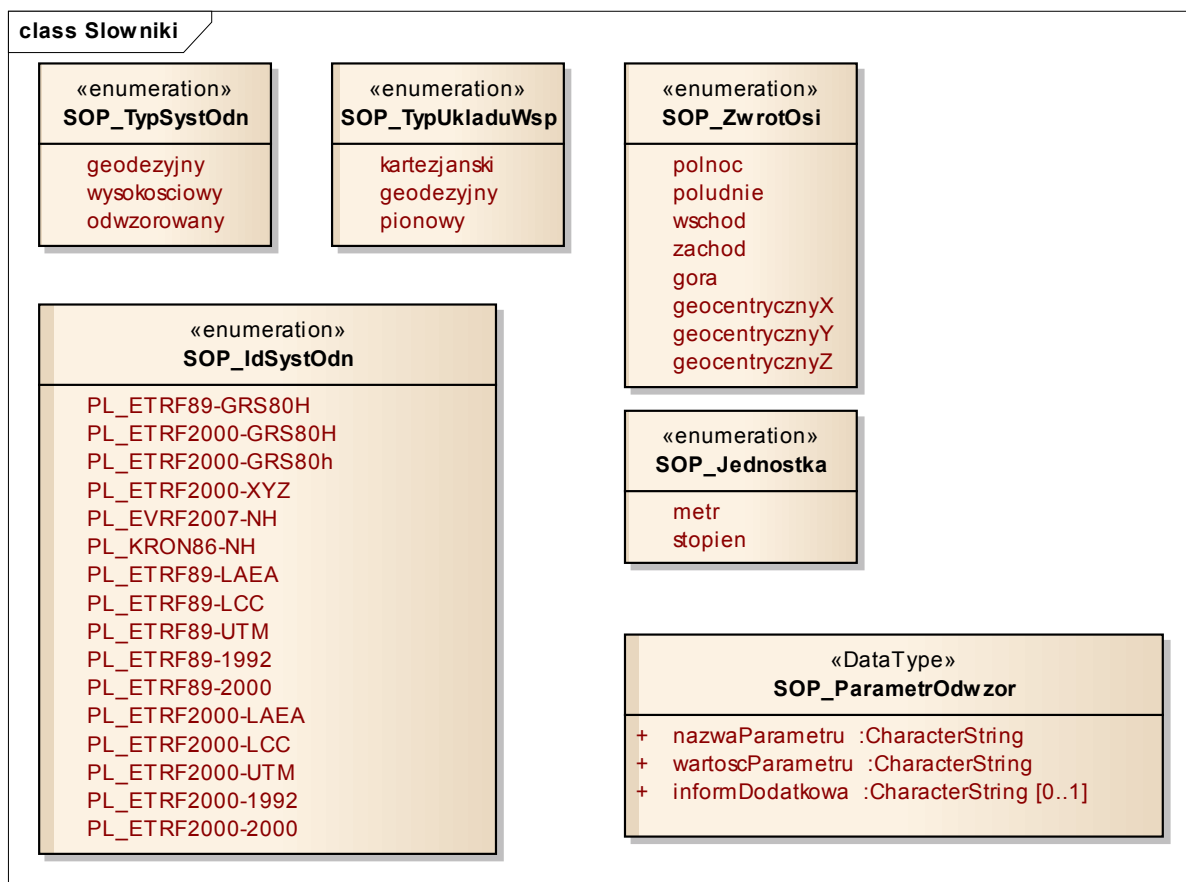 class Slowniki
«enumeration»
SOP_TypSystOdn
geodezyjny
wysokosciowy
odwzorowany
«enumeration»
SOP_TypUkladuWsp
kartezjanski
geodezyjny
pionowy
«enumeration»
SOP_ZwrotOsi
polnoc
poludnie
wschod
zachod
gora
geocentrycznyX
geocentrycznyY
geocentrycznyZ
«enumeration»
SOP_IdSystOdn
PL_ETRF89-GRS80H
PL_ETRF2000-GRS80H
PL_ETRF2000-GRS80h
PL_ETRF2000-XYZ
PL_EVRF2007-NH
PL_KRON86-NH
PL_ETRF89-LAEA
PL_ETRF89-LCC
PL_ETRF89-UTM
PL_ETRF89-1992
PL_ETRF89-2000
PL_ETRF2000-LAEA
PL_ETRF2000-LCC
PL_ETRF2000-UTM
PL_ETRF2000-1992
PL_ETRF2000-2000
«enumeration»
SOP_Jednostka
metr
stopien
«DataType»
SOP_ParametrOdwzor
+ nazwaParametru :CharacterString
+ wartoscParametru :CharacterString
+ informDodatkowa :CharacterString [0..1]